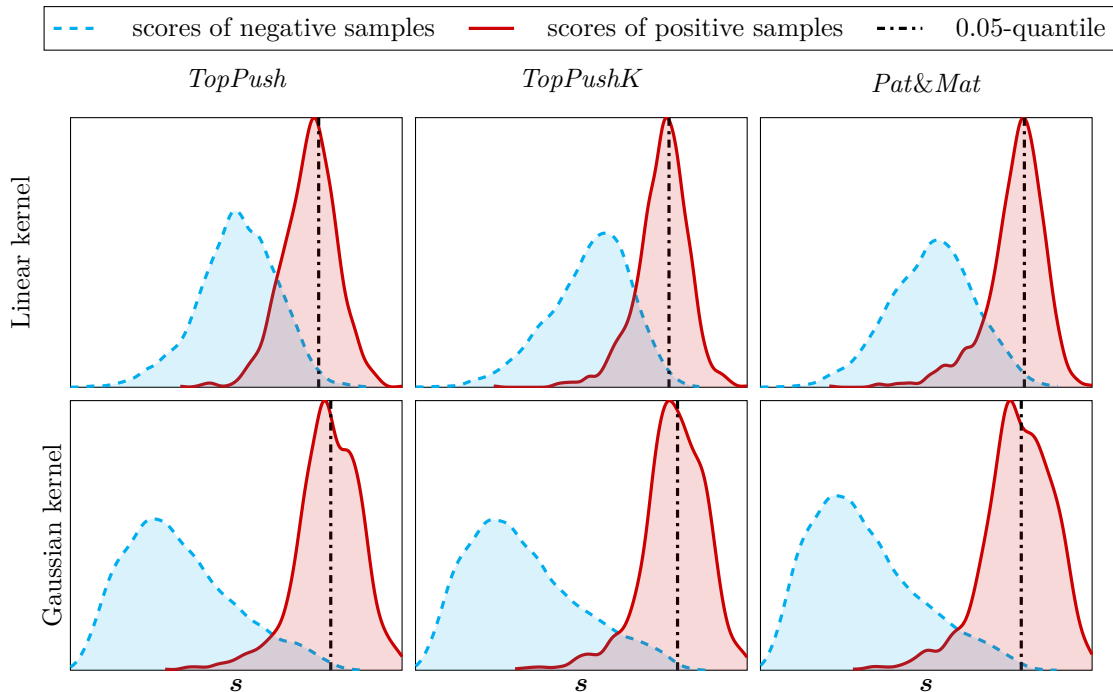 scores of negative samples scores of positive samples 0.05-quantile
TopPush TopPushK Pat&Mat
Linear kernel
Gaussian kernel
s s s